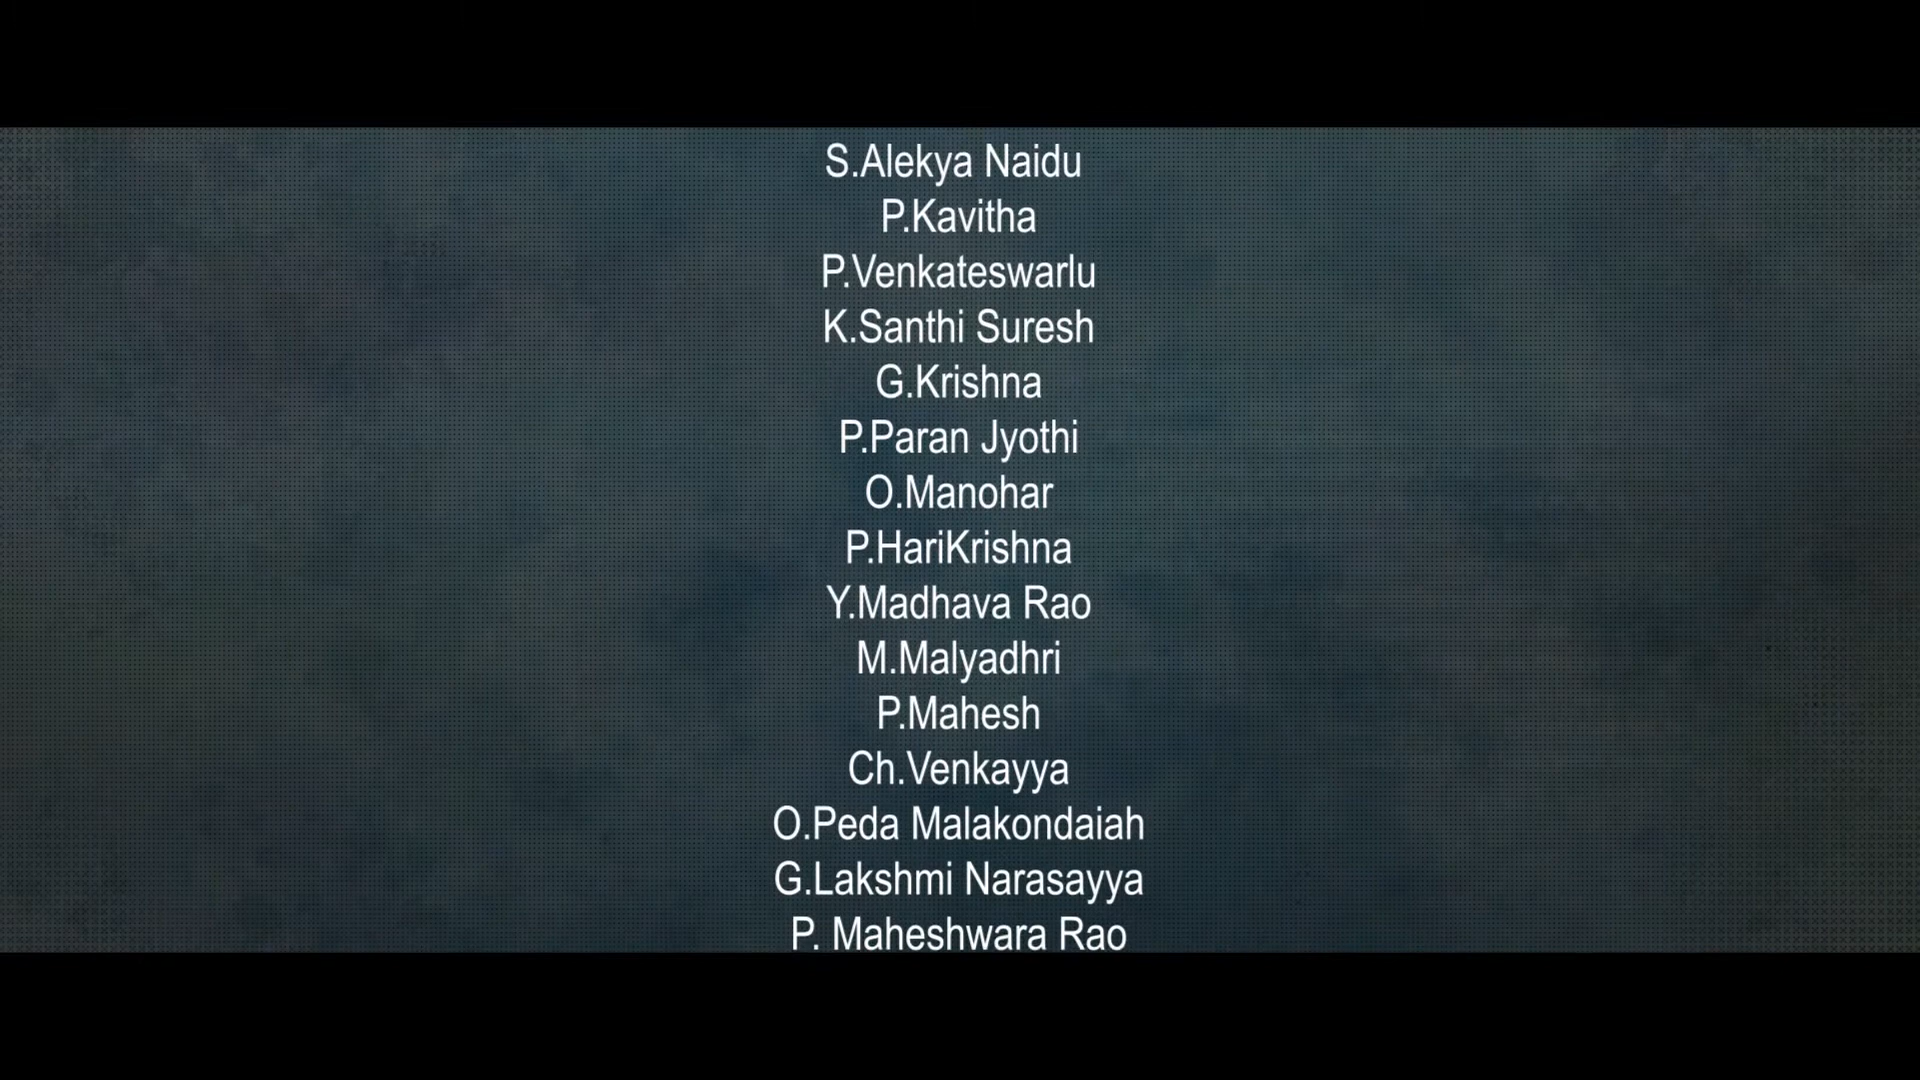 S.Alekya Naidu
P.Kavitha
P.Venkateswarlu
K.Santhi Suresh
G.Krishna
P.Paran Jyothi
O.Manohar
P.HariKrishna
Y.Madhava Rao
M.Malyadhri
P.Mahesh
Ch.Venkayya
O.Peda Malakondaiah
G.Lakshmi Narasayya
P. Maheshwara Rao